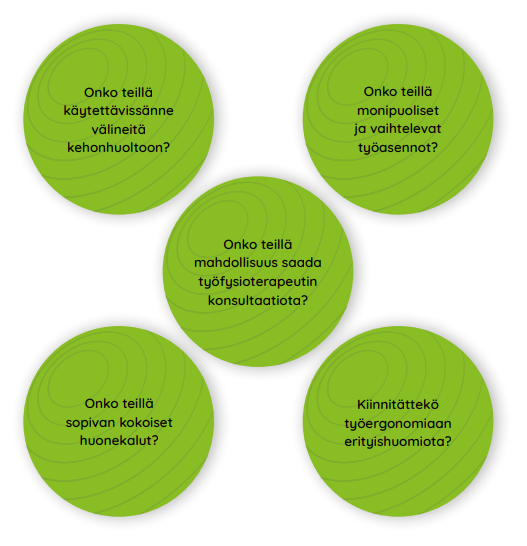 Onko teillä
käytettävissänne
välineitä
kehonhuoltoon?
Onko teillä
monipuoliset
ja vaihtelevat
työasennot?
Onko teillä
mahdollisuus saada
työfysioterapeutin
konsultaatiota?
Onko teillä
sopivan kokoiset
huonekalut?
Kiinnitättekö
työergonomiaan
erityishuomiota?